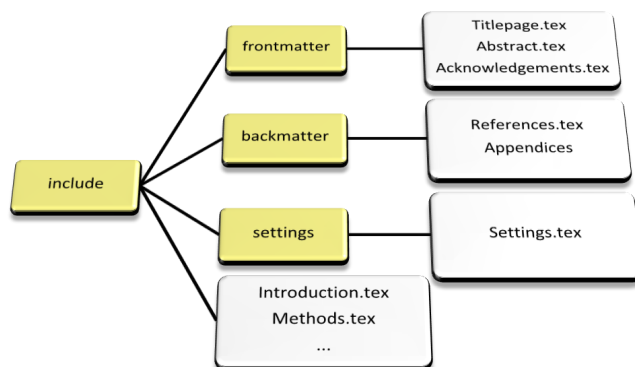 frontmatter
Titlepage.tex
Abstract.tex
Acknowledgements.tex
backmatter
References.tex
Appendices
include
settings
Settings.tex
Introduction.tex
Methods.tex
...